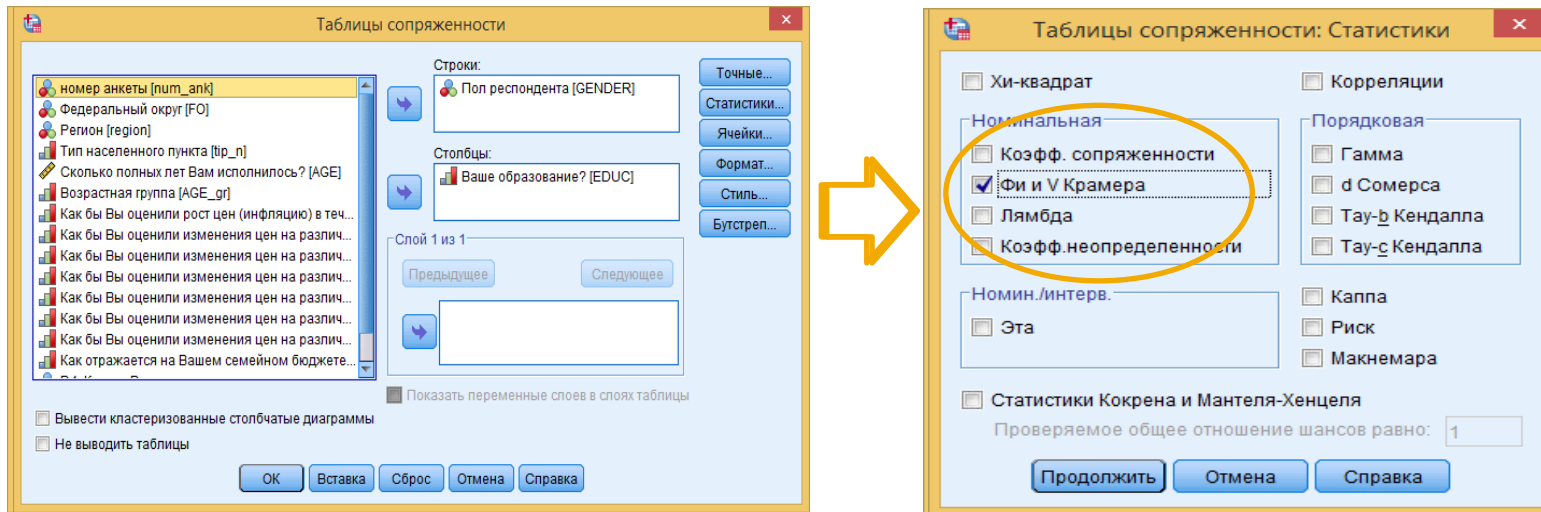 Таблицы сопряженности
номер анкеты [num_ank]
Федеральный округ [FO]
Регион [region]
Тип населенного пункта [tip_n]
Сколько полных лет Вам исполнилось? [AGE]
Возрастная группа [AGE_gr]
Как бы Вы оценили рост цен (инфляцию) в теч...
Как бы Вы оценили изменения цен на различ...
Как бы Вы оценили изменения цен на различ...
Как бы Вы оценили изменения цен на различ...
Как бы Вы оценили изменения цен на различ...
Как бы Вы оценили изменения цен на различ...
Как бы Вы оценили изменения цен на различ...
Как отражается на Вашем семейном бюджете...
Строки:
Пол респондента [GENDER]
Столбцы:
Ваше образование? [EDUC]
Слой 1 из 1
Предыдущее
Следующее
Показать переменные слоев в слоях таблицы
Точные...
Статистики...
Ячейки...
Формат...
Стиль...
Бутстреп...
Вывести кластеризованные столбчатые диаграммы
Не выводить таблицы
ОК
Вставка
Сброс
Отмена
Справка
Таблицы сопряженности: Статистики
Хи-квадрат
Корреляции
Номинальная
Коэфф. сопряженности
Фи и V Крамера
Лямбда
Коэфф.неопределенности
Порядковая
Гамма
d Сомерса
Тау-b Кендалла
Тау-c Кендалла
Номин./интерв.
Эта
Каппа
Риск
Макнемара
Статистики Кокрена и Мантеля-Хенцеля
Проверяемое общее отношение шансов равно: 1
Продолжить
Отмена
Справка